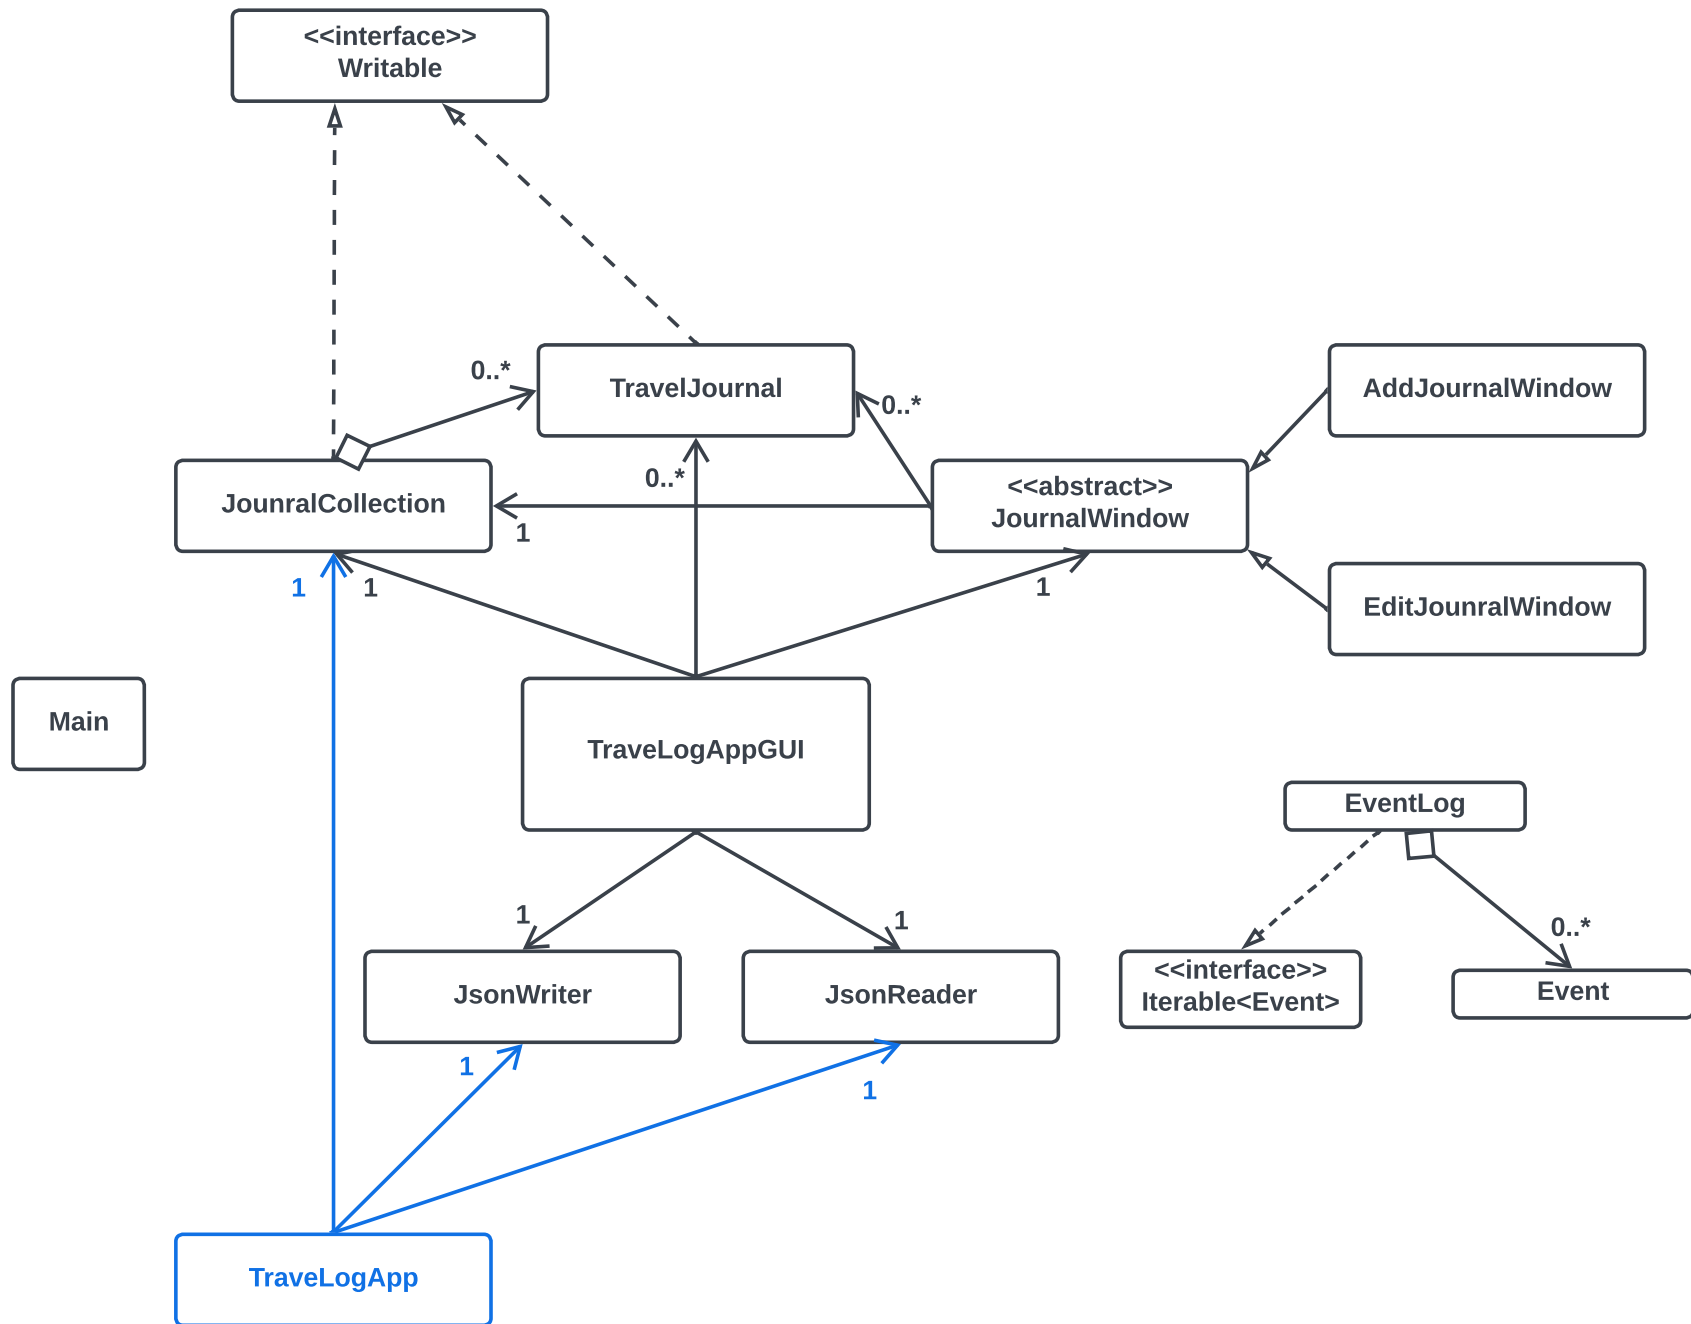 <<interface>>
Writable
0..*
TravelJournal
0..*
AddJournalWindow
JounralCollection
0..*
<<abstract>>
JournalWindow
1
1
1
1
EditJounralWindow
Main
TraveLogAppGUI
EventLog
1
1
0..*
JsonWriter
JsonReader
<<interface>>
Iterable<Event>
Event
1
1
TraveLogApp